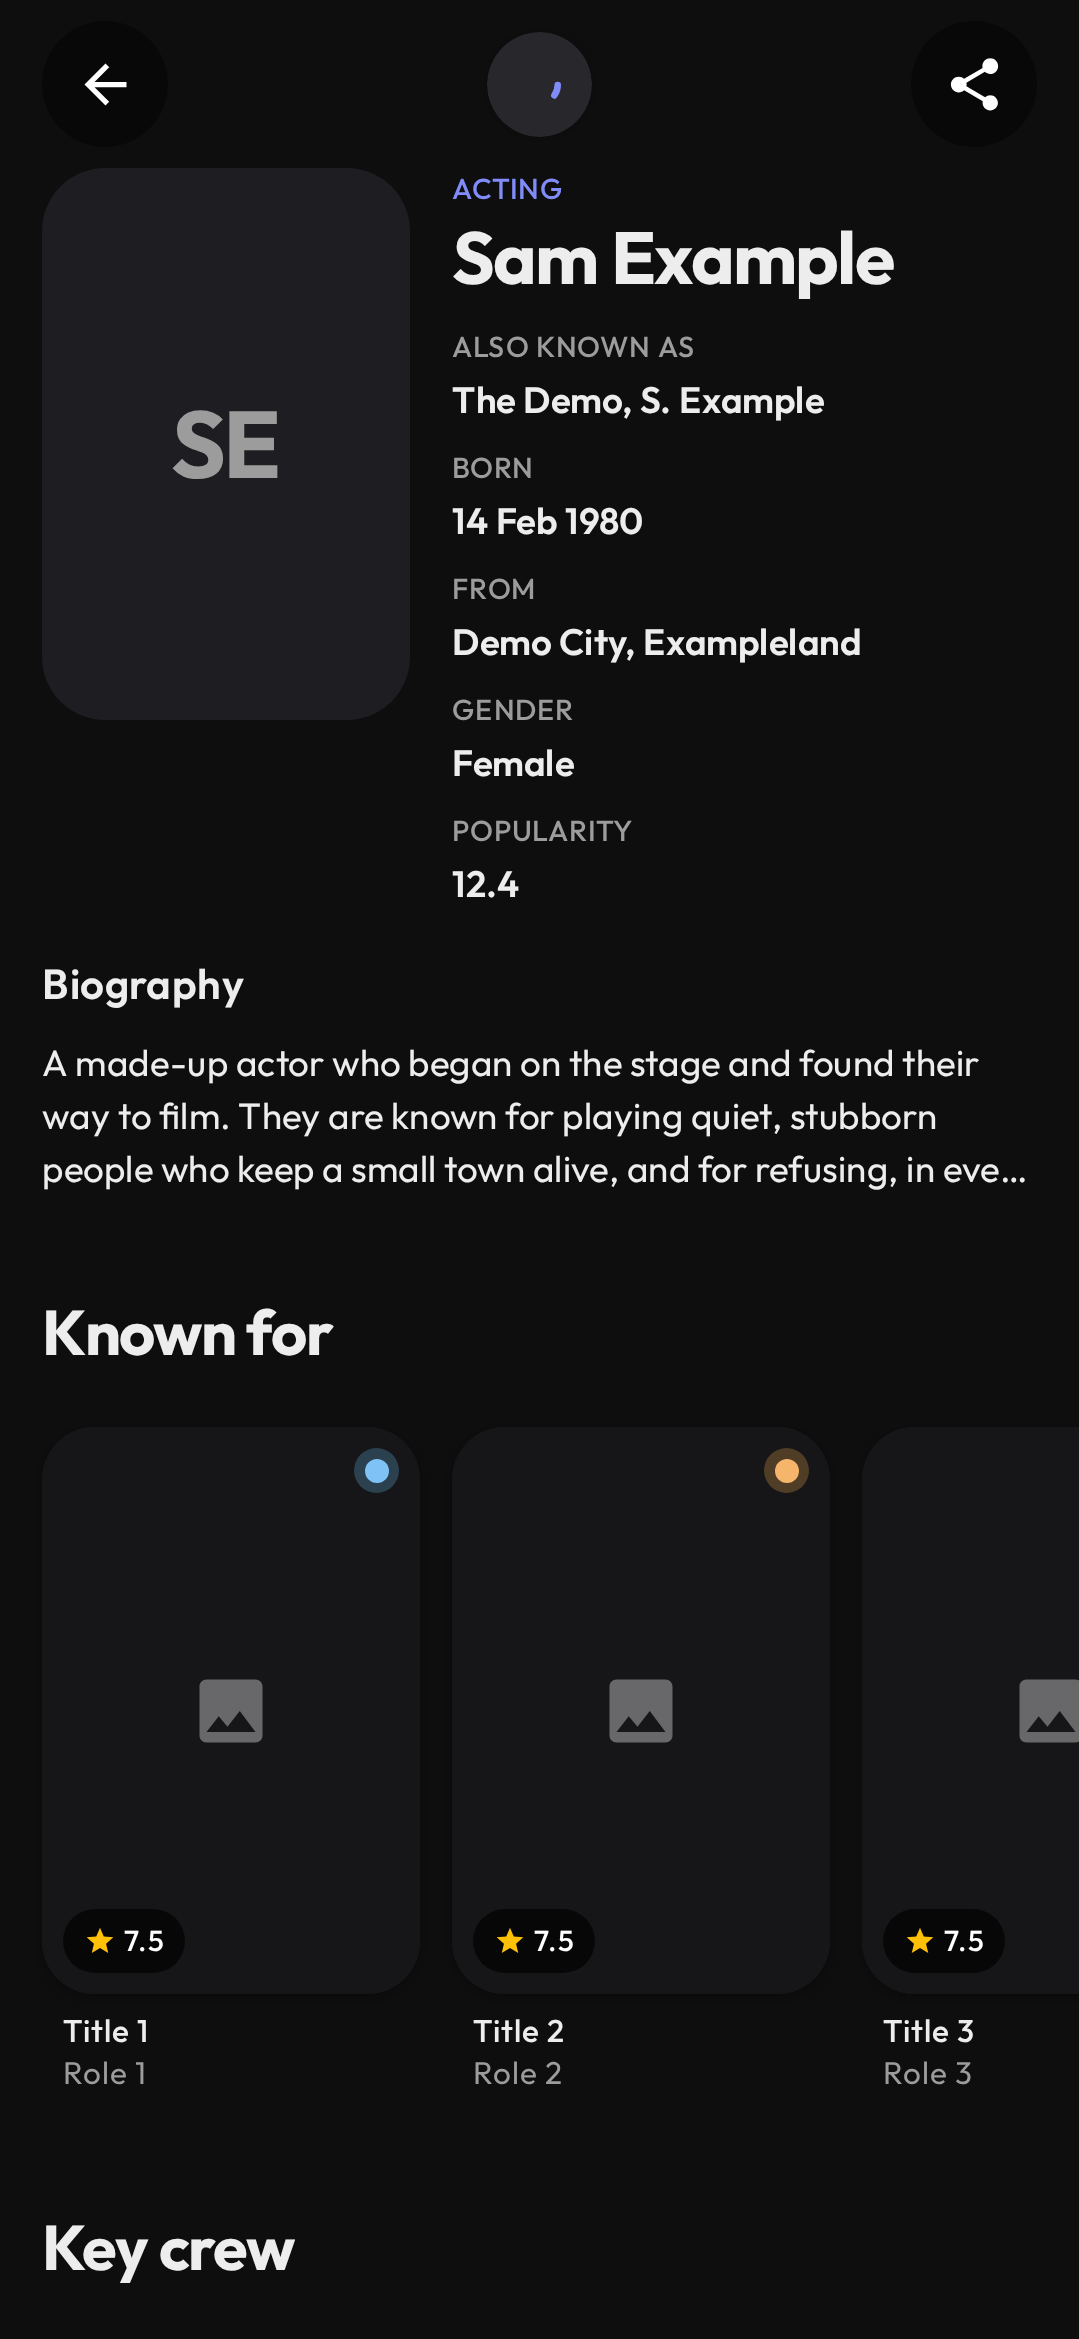 ACTING
Sam Example
ALSO KNOWN AS
The Demo, S. Example
BORN
14 Feb 1980
FROM
Demo City, Exampleland
GENDER
Female
POPULARITY
12.4
SE
Biography
A made-up actor who began on the stage and found their
way to film. They are known for playing quiet, stubborn
people who keep a small town alive, and for refusing, in eve…
Known for
7.5
7.5
7.5
Title 1
Role 1
Title 2
Role 2
Title 3
Role 3
Key crew